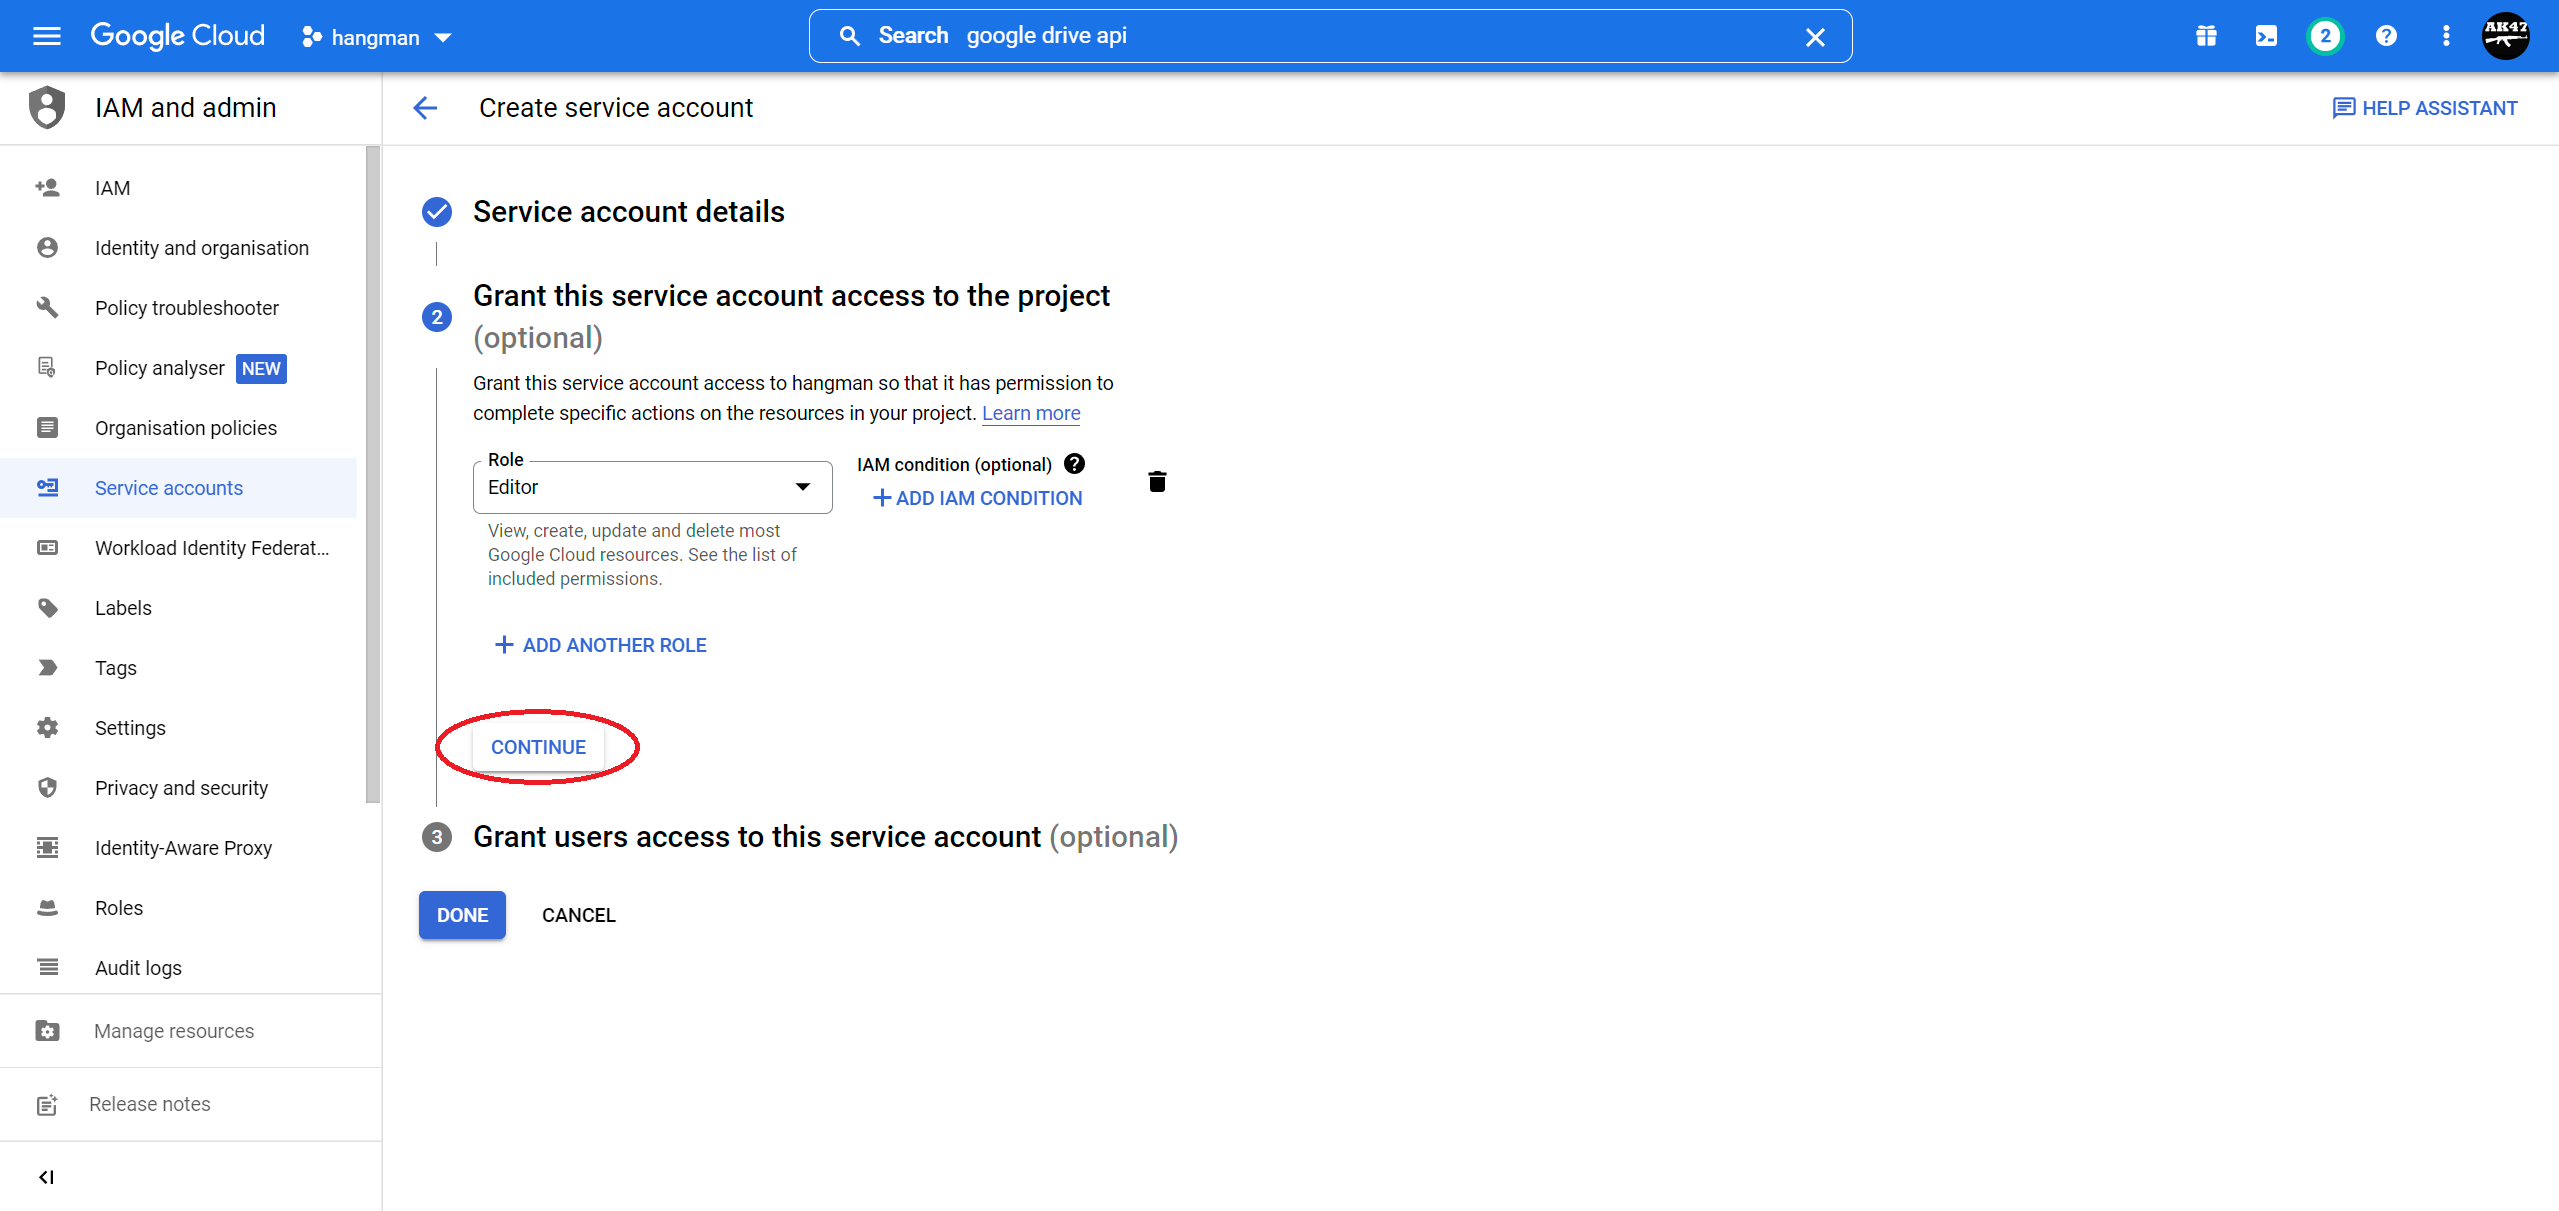 Google Cloud
hangman
Search google drive api
2
AK47
IAM and admin
Create service account
HELP ASSISTANT
IAM
Identity and organisation
Policy troubleshooter
Policy analyser NEW
Organisation policies
Service accounts
Workload Identity Federat...
Labels
Tags
Settings
Privacy and security
Identity-Aware Proxy
Roles
Audit logs
Manage resources
Release notes
Service account details
2
Grant this service account access to the project
(optional)
Grant this service account access to hangman so that it has permission to
complete specific actions on the resources in your project. Learn more
Role
Editor
IAM condition (optional) ?
+ ADD IAM CONDITION
View, create, update and delete most
Google Cloud resources. See the list of
included permissions.
+ ADD ANOTHER ROLE
CONTINUE
3 Grant users access to this service account (optional)
DONE CANCEL